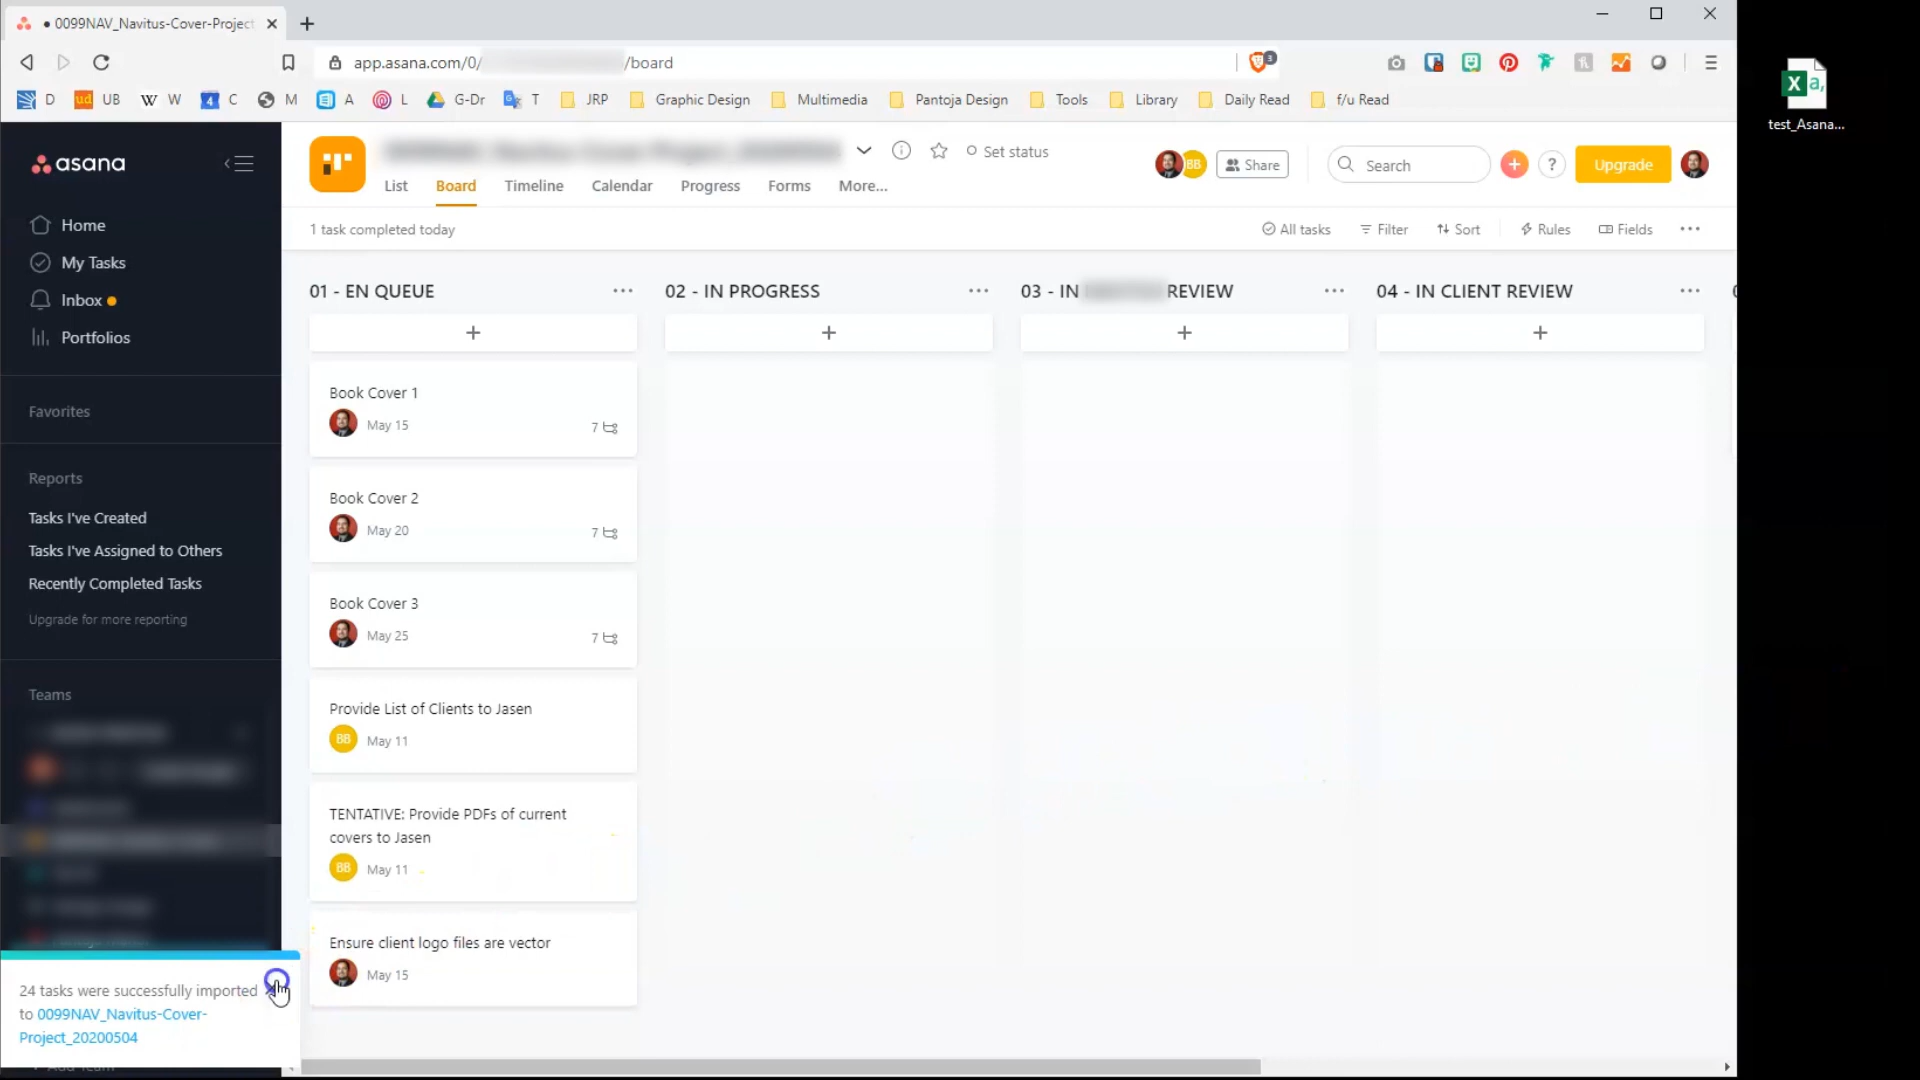 • 0099NAV_Navitus-Cover-Project
app.asana.com/0/ /board
3
D
ud UB
W W
4 C
M
A
L
G-Dr
T
JRP
Graphic Design
Multimedia
Pantoja Design
Tools
Library
Daily Read
f/u Read
X a,
test_Asana...
asana
Home
My Tasks
Inbox
Portfolios
Favorites
Reports
Tasks I've Created
Tasks I've Assigned to Others
Recently Completed Tasks
Upgrade for more reporting
Teams
24 tasks were successfully imported
to 0099NAV_Navitus-Cover-
Project_20200504
Set status
List Board Timeline Calendar Progress Forms More...
BB
Share
Search
?
Upgrade
1 task completed today
All tasks Filter Sort Rules Fields
01 - EN QUEUE
Book Cover 1
May 15
7
Book Cover 2
May 20
7
Book Cover 3
May 25
7
Provide List of Clients to Jasen
BB May 11
TENTATIVE: Provide PDFs of current
covers to Jasen
BB May 11
Ensure client logo files are vector
May 15
02 - IN PROGRESS
03 - IN REVIEW
04 - IN CLIENT REVIEW